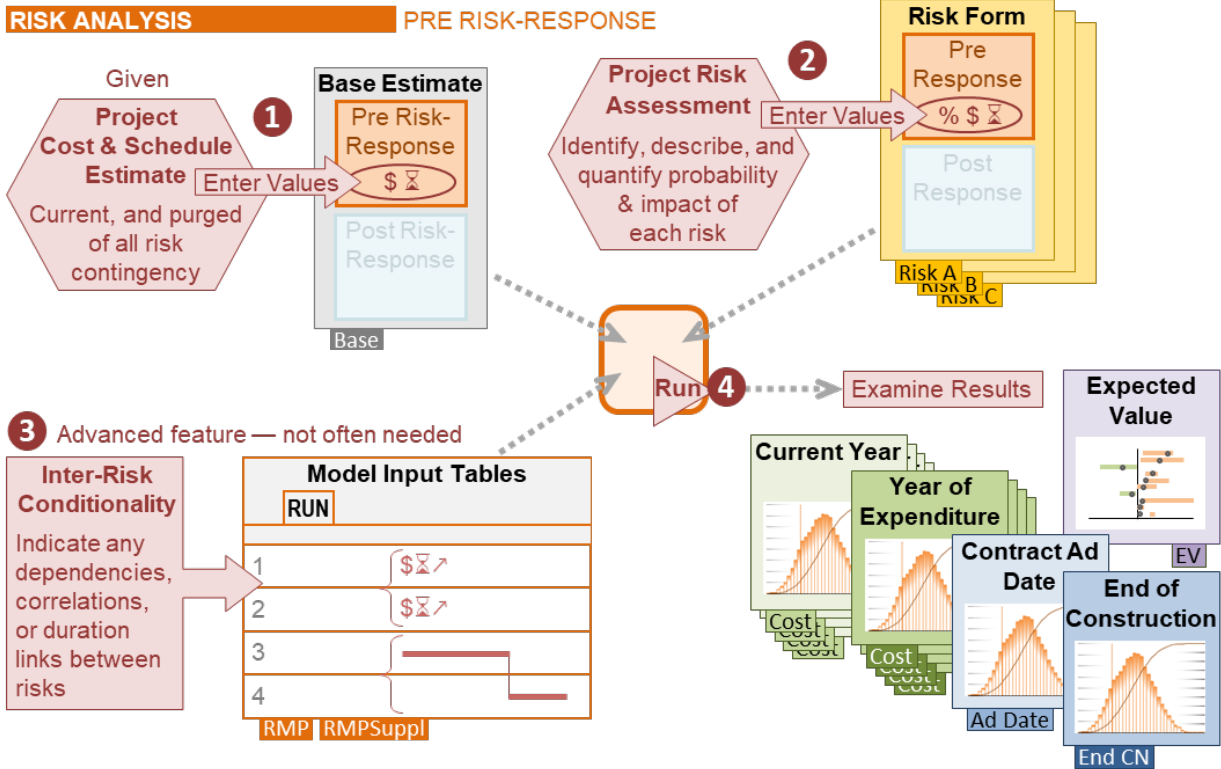 RISK ANALYSIS
PRE RISK-RESPONSE
Given
Project
Cost & Schedule
Estimate
Current, and purged
of all risk
contingency
1
Enter Values
Base Estimate
Pre Risk-
Response
$ ⌛
Post Risk-
Response
Base
Project Risk
Assessment
Identify, describe, and
quantify probability
& impact of
each risk
2
Enter Values
Risk Form
Pre
Response
% $ ⌛
Post
Response
Risk A
Risk B
Risk C
Run
4
Examine Results
3
Advanced feature — not often needed
Inter-Risk
Conditionality
Indicate any
dependencies,
correlations,
or duration
links between
risks
Model Input Tables
RUN
1
$⌛↗
2
$⌛↗
3
4
RMP
RMPSuppl
Current Year
Cost
Cost
Cost
Cost
Year of
Expenditure
Cost
Cost
Cost
Contract Ad
Date
Ad Date
End of
Construction
End CN
Expected
Value
EV